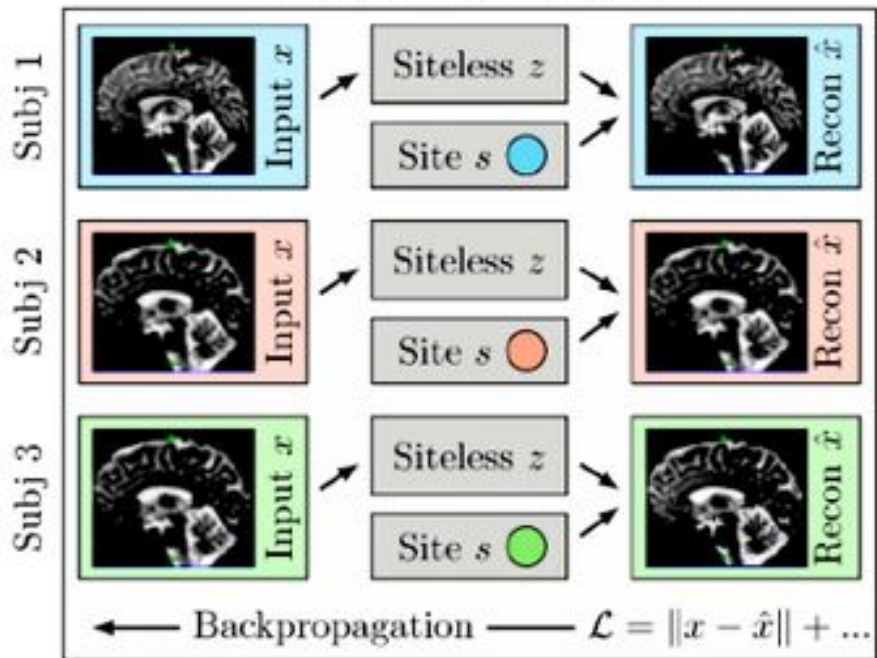 Subj 1
Input x
Siteless z
Site s
Recon x̂
Subj 2
Input x
Siteless z
Site s
Recon x̂
Subj 3
Input x
Siteless z
Site s
Recon x̂
Backpropagation
ℒ = ||x − x̂|| + ...